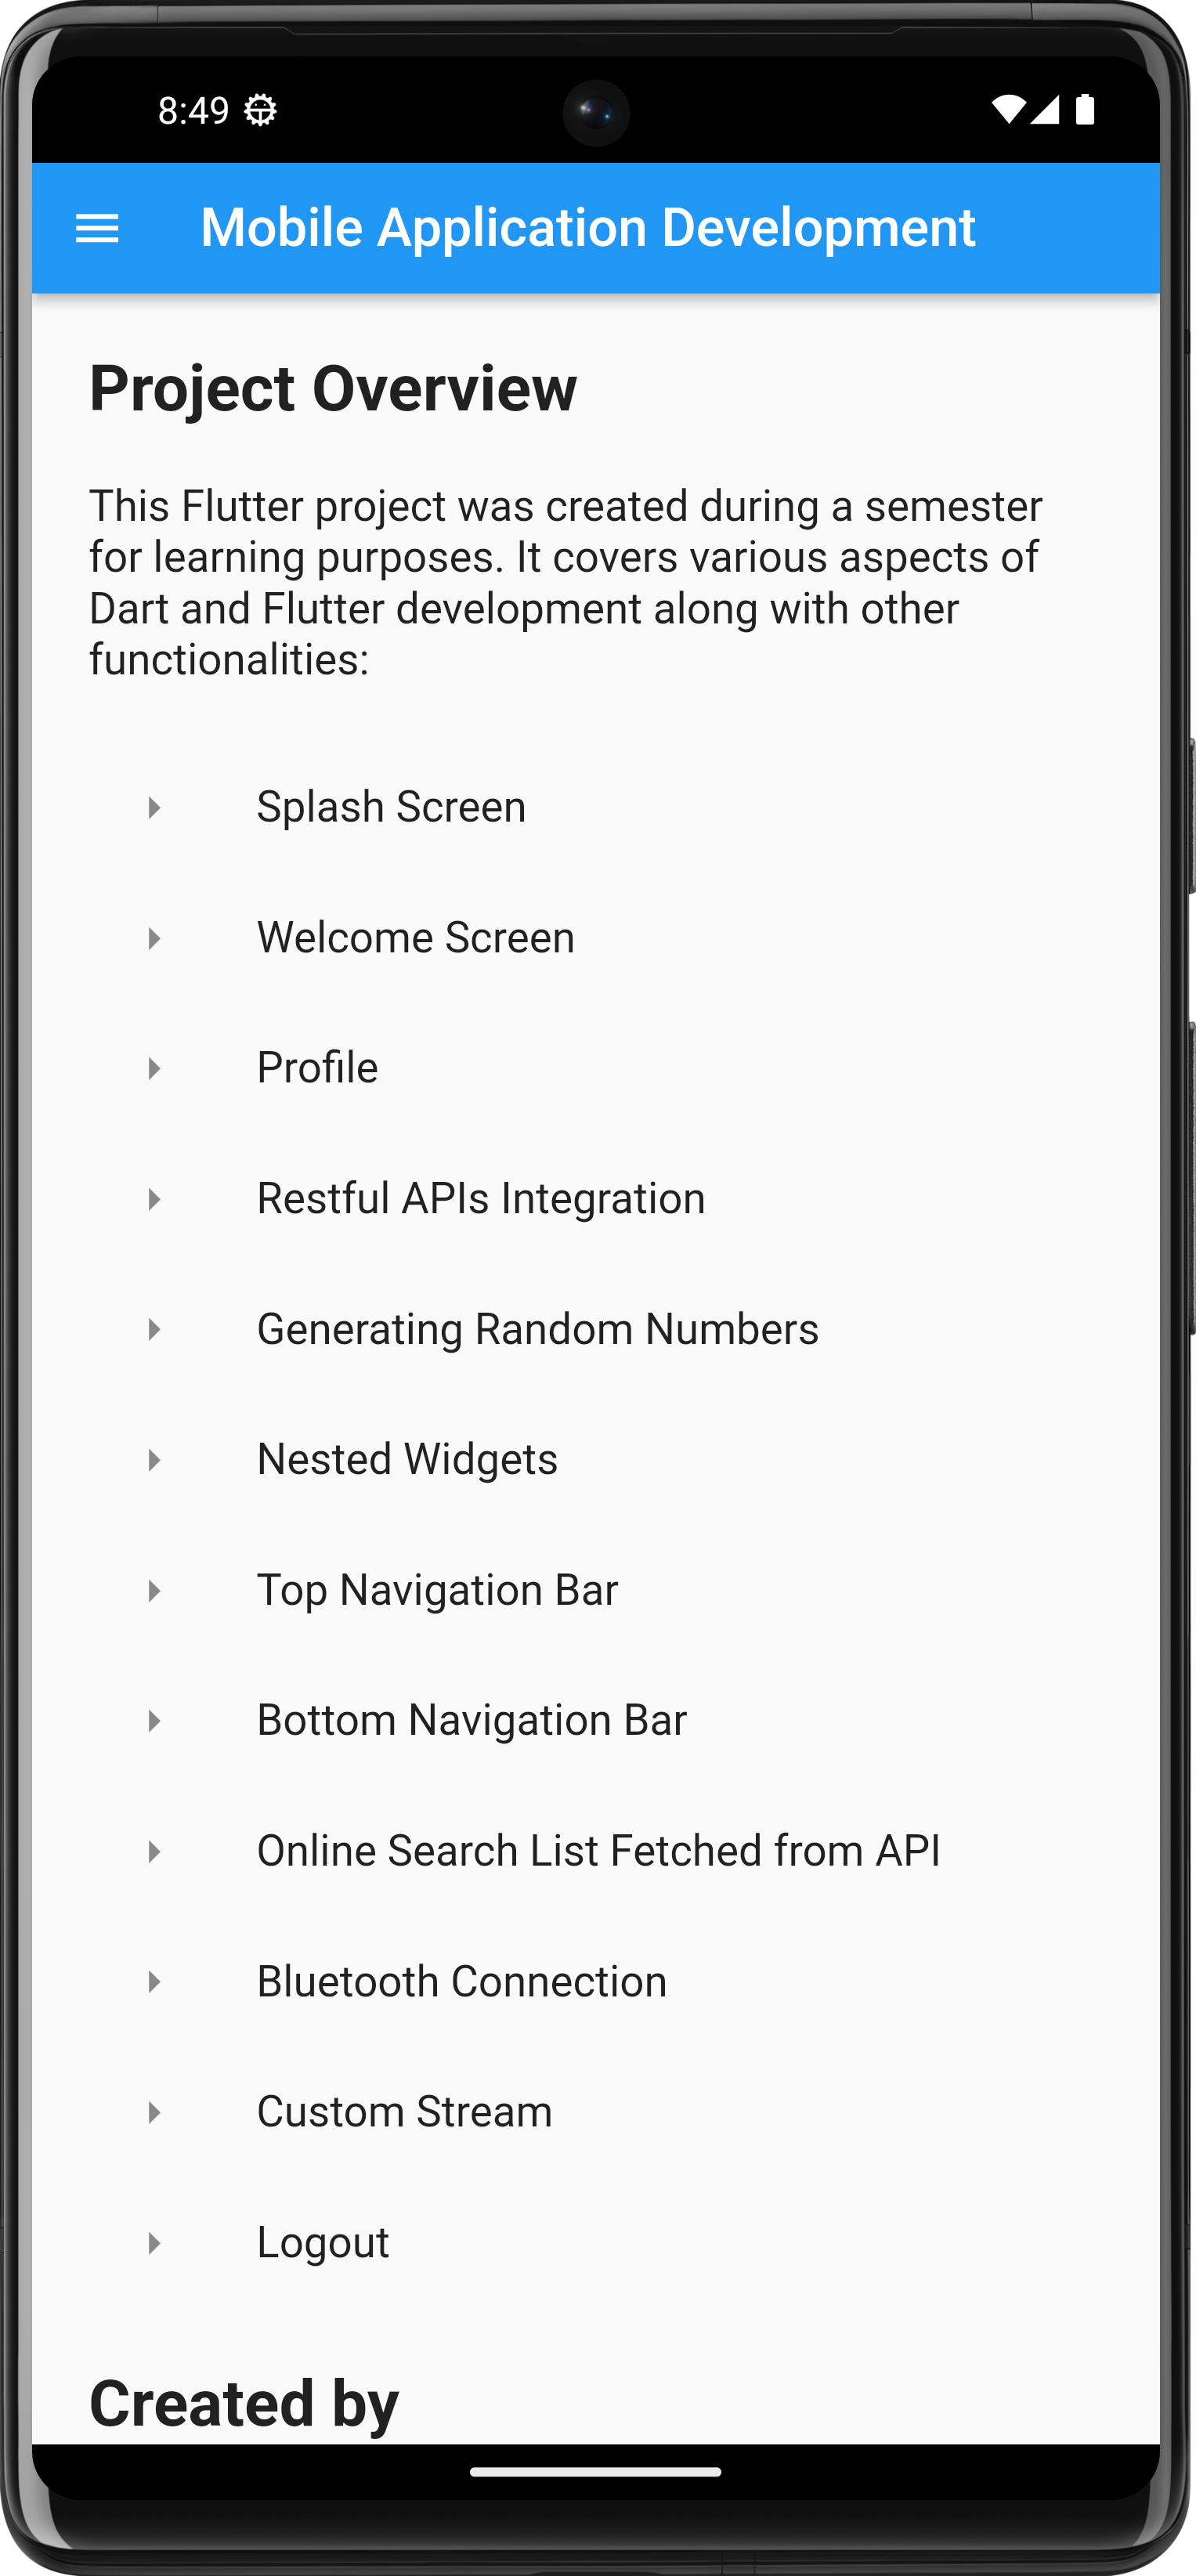 8:49
Mobile Application Development
Project Overview
This Flutter project was created during a semester
for learning purposes. It covers various aspects of
Dart and Flutter development along with other
functionalities:
Splash Screen
Welcome Screen
Profile
Restful APIs Integration
Generating Random Numbers
Nested Widgets
Top Navigation Bar
Bottom Navigation Bar
Online Search List Fetched from API
Bluetooth Connection
Custom Stream
Logout
Created by